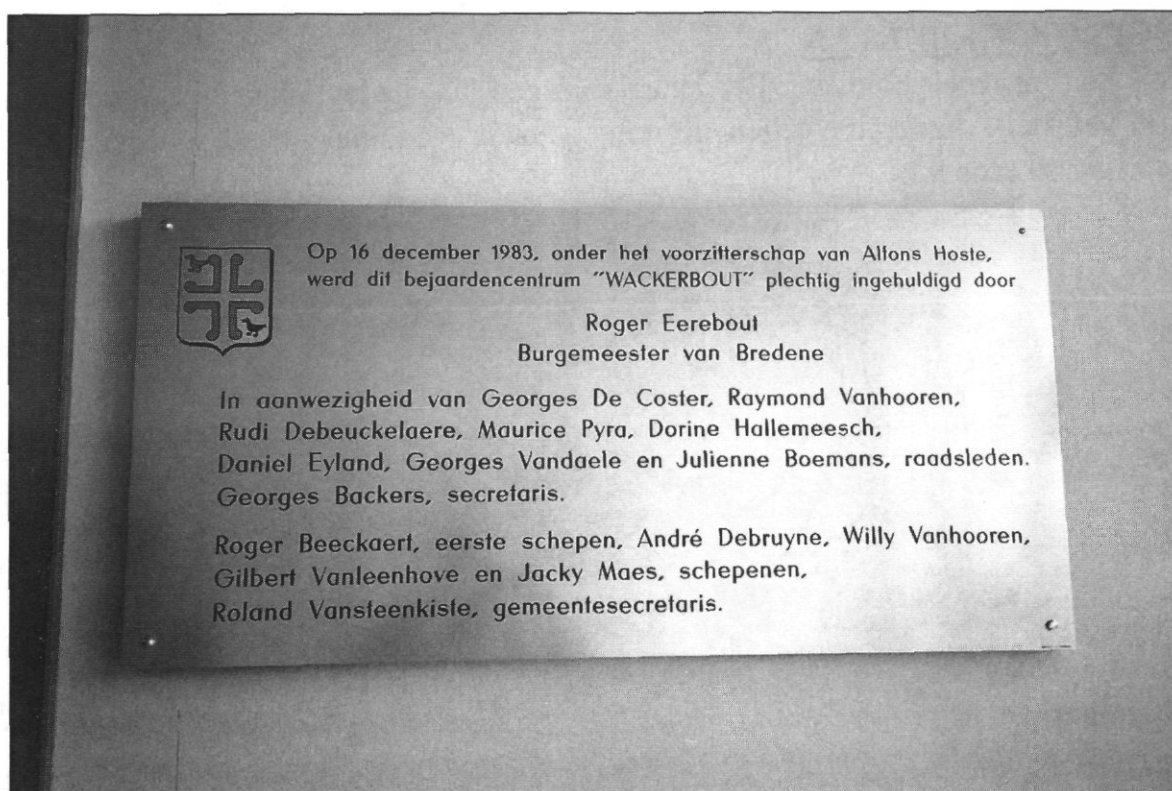 Op 16 december 1983, onder het voorzitterschap van Alfons Hoste,
werd dit bejaardencentrum "WACKERBOUT" plechtig ingehuldigd door
Roger Eerebout
Burgemeester van Bredene
In aanwezigheid van Georges De Coster, Raymond Vanhooren,
Rudi Debeuckelaere, Maurice Pyra, Dorine Hallemeesch,
Daniel Eyland, Georges Vandaele en Julienne Boemans, raadsleden.
Georges Backers, secretaris.
Roger Beeckaert, eerste schepen, André Debruyne, Willy Vanhooren,
Gilbert Vanleenhove en Jacky Maes, schepenen,
Roland Vansteenkiste, gemeentesecretaris.